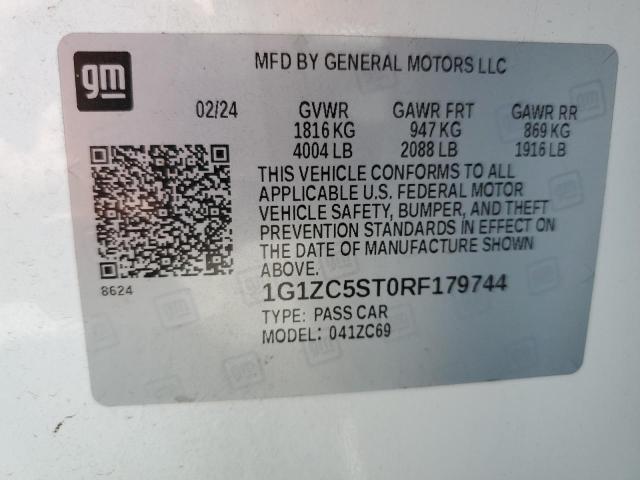 gm
MFD BY GENERAL MOTORS LLC
02/24 GVWR GAWR FRT GAWR RR
1816 KG 947 KG 869 KG
4004 LB 2088 LB 1916 LB
THIS VEHICLE CONFORMS TO ALL
APPLICABLE U.S. FEDERAL MOTOR
VEHICLE SAFETY, BUMPER, AND THEFT
PREVENTION STANDARDS IN EFFECT ON
THE DATE OF MANUFACTURE SHOWN
ABOVE.
8624
1G1ZC5ST0RF179744
TYPE: PASS CAR
MODEL: 041ZC69